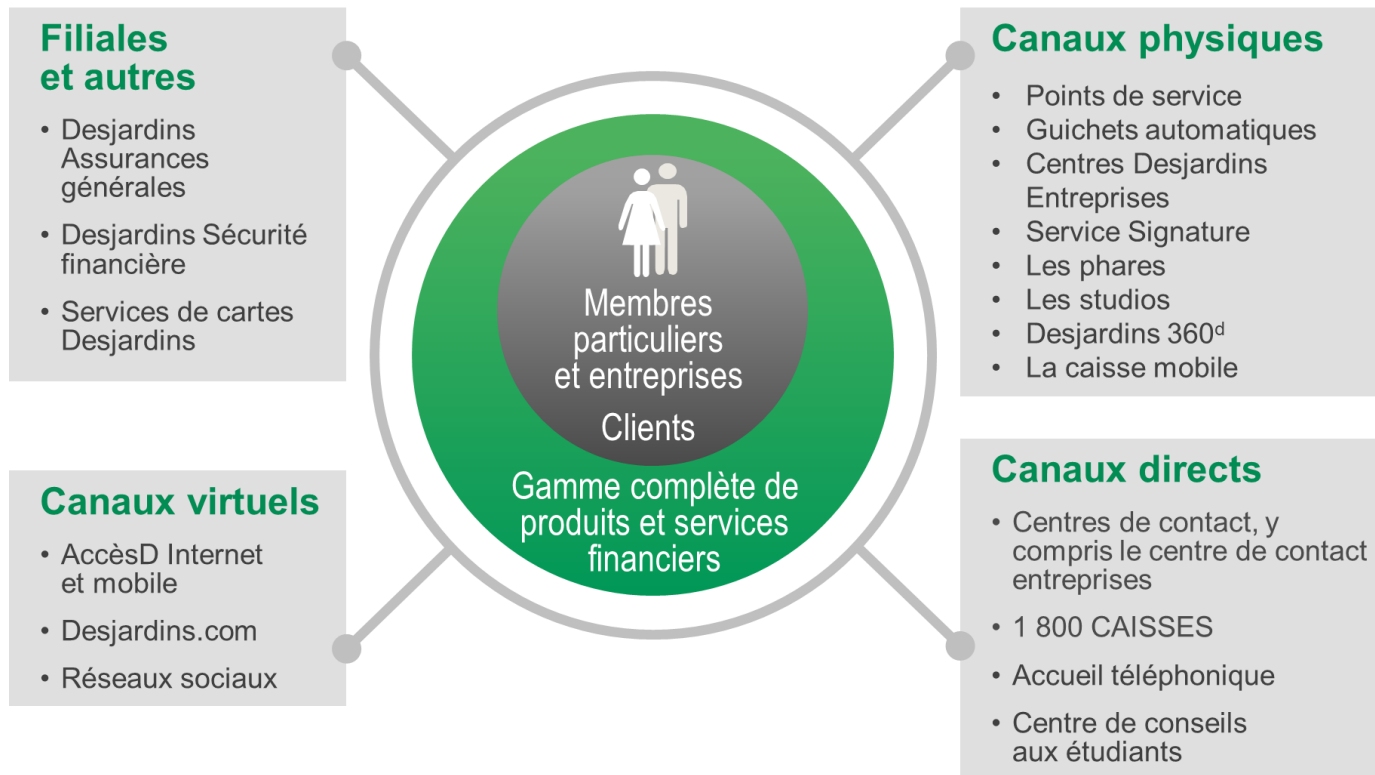 Filiales
et autres
• Desjardins
Assurances
générales
• Desjardins Sécurité
financière
• Services de cartes
Desjardins
Canaux physiques
• Points de service
• Guichets automatiques
• Centres Desjardins
Entreprises
• Service Signature
• Les phares
• Les studios
• Desjardins 360ᵈ
• La caisse mobile
Membres
particuliers
et entreprises
Clients
Gamme complète de
produits et services
financiers
Canaux virtuels
• AccèsD Internet
et mobile
• Desjardins.com
• Réseaux sociaux
Canaux directs
• Centres de contact, y
compris le centre de contact
entreprises
• 1 800 CAISSES
• Accueil téléphonique
• Centre de conseils
aux étudiants